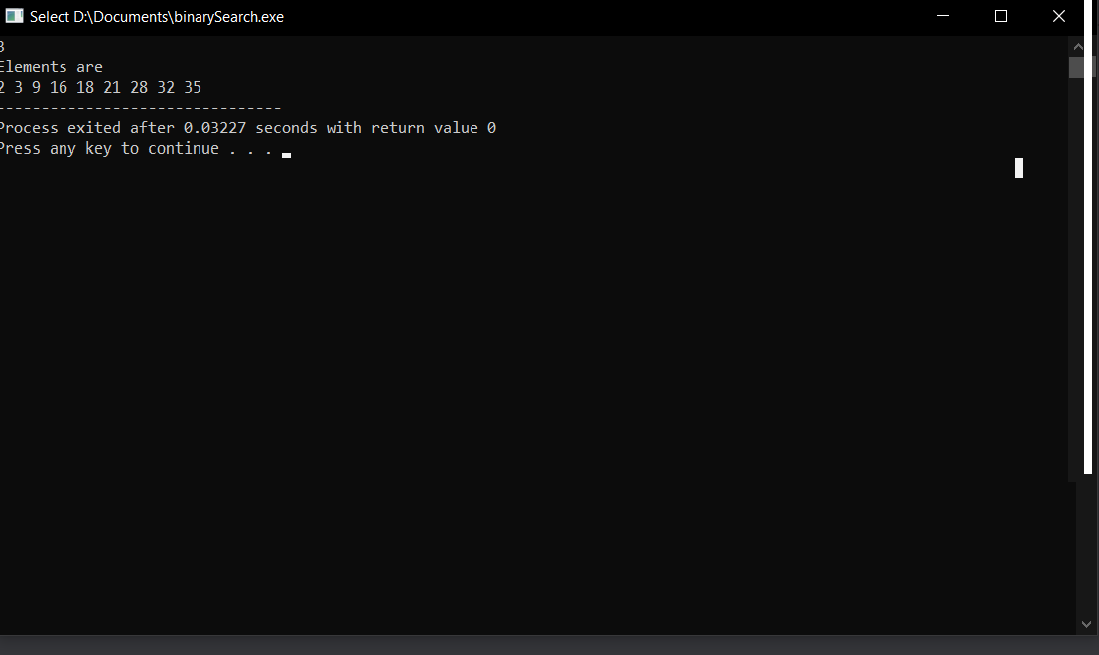 Select D:\Documents\binarySearch.exe
3
Elements are
2 3 9 16 18 21 28 32 35
-------------------------------
Process exited after 0.03227 seconds with return value 0
Press any key to continue . . .